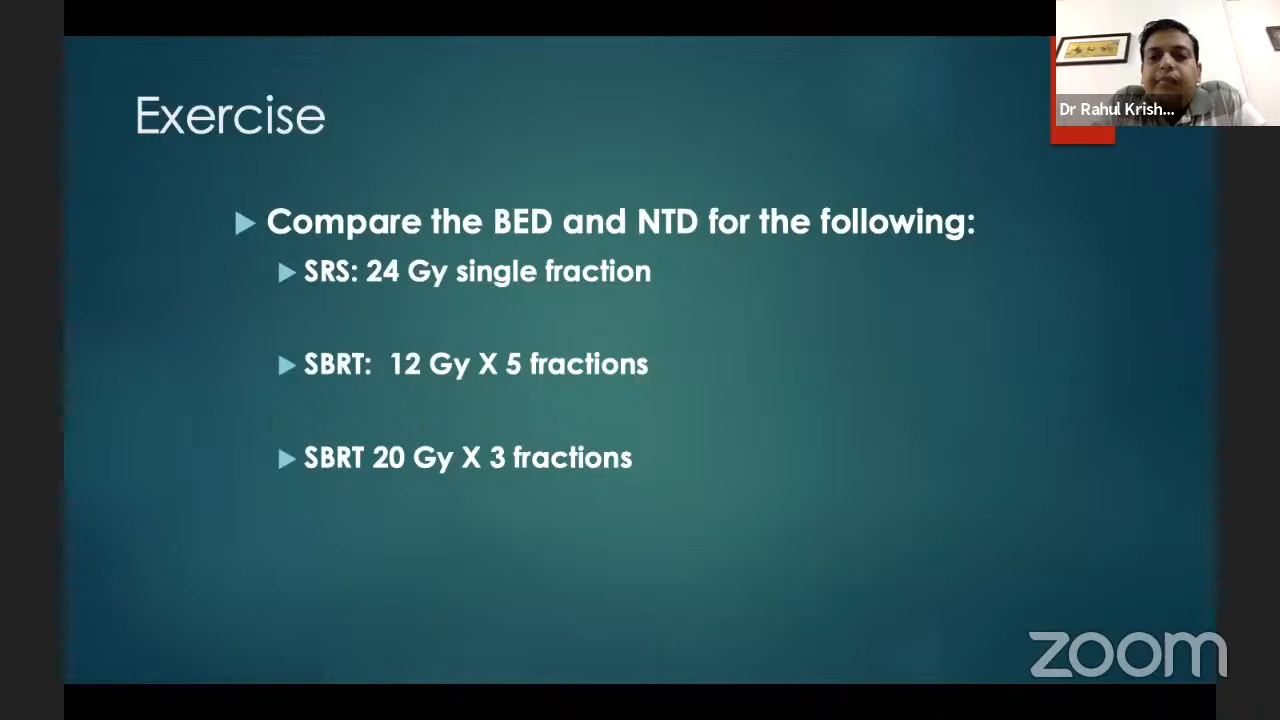 Dr Rahul Krish...
Exercise
Compare the BED and NTD for the following:
SRS: 24 Gy single fraction
SBRT: 12 Gy X 5 fractions
SBRT 20 Gy X 3 fractions
zoom